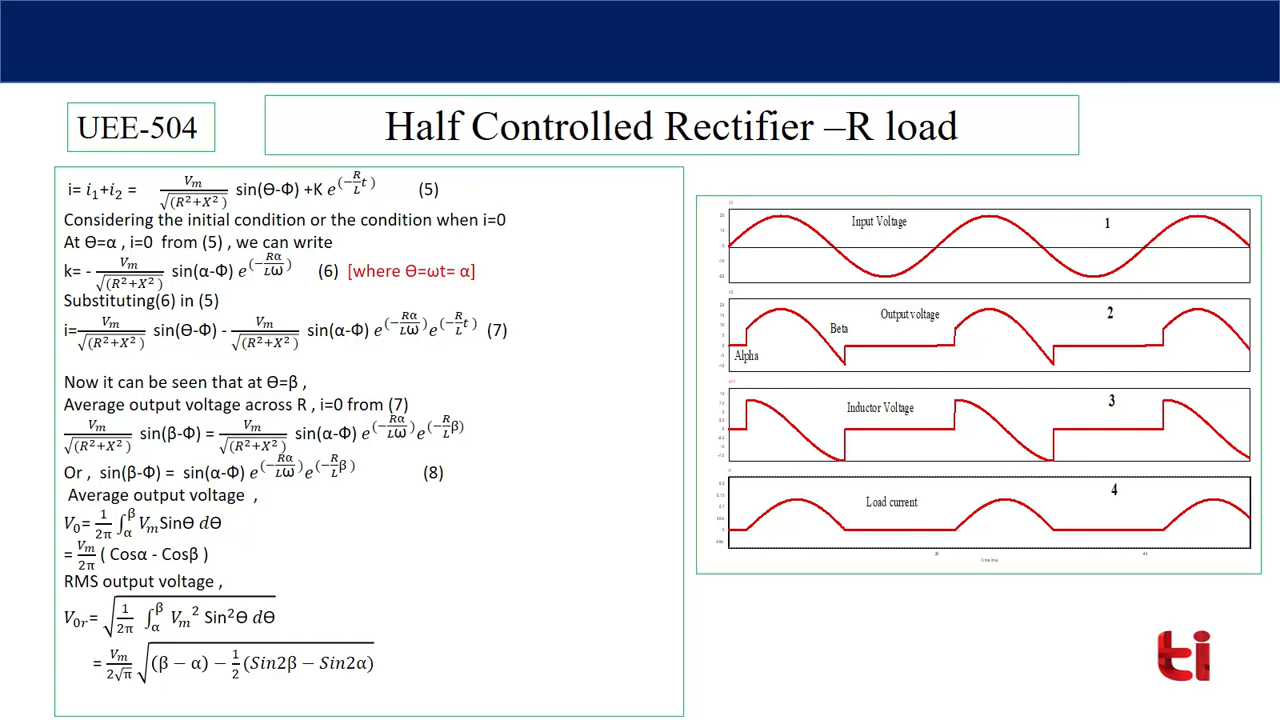 UEE-504
Half Controlled Rectifier –R load
i= 𝑖₁+𝑖₂ = V𝑚/√(R²+X²) sin(Ө-Φ) +K e^(−R/L t) (5)
Considering the initial condition or the condition when i=0
At Ө=α , i=0 from (5) , we can write
k= - V𝑚/√(R²+X²) sin(α-Φ) e^(−Rα/Lω) (6) [where Ө=ωt= α]
Substituting(6) in (5)
i= V𝑚/√(R²+X²) sin(Ө-Φ) - V𝑚/√(R²+X²) sin(α-Φ) e^(−Rα/Lω) e^(−R/L t) (7)
Now it can be seen that at Ө=β ,
Average output voltage across R , i=0 from (7)
V𝑚/√(R²+X²) sin(β-Φ) = V𝑚/√(R²+X²) sin(α-Φ) e^(−Rα/Lω) e^(−R/L β)
Or , sin(β-Φ) = sin(α-Φ) e^(−Rα/Lω) e^(−R/L β) (8)
Average output voltage ,
V₀= 1/2π ∫α^β V𝑚SinӨ dӨ
= V𝑚/2π ( Cosα - Cosβ )
RMS output voltage ,
V₀ᵣ= √(1/2π ∫α^β V𝑚² Sin²Ө dӨ)
= V𝑚/2√π √((β − α) − 1/2 (Sin2β − Sin2α))
Input Voltage 1
Output voltage 2
Beta
Alpha
Inductor Voltage 3
Load current 4
ti